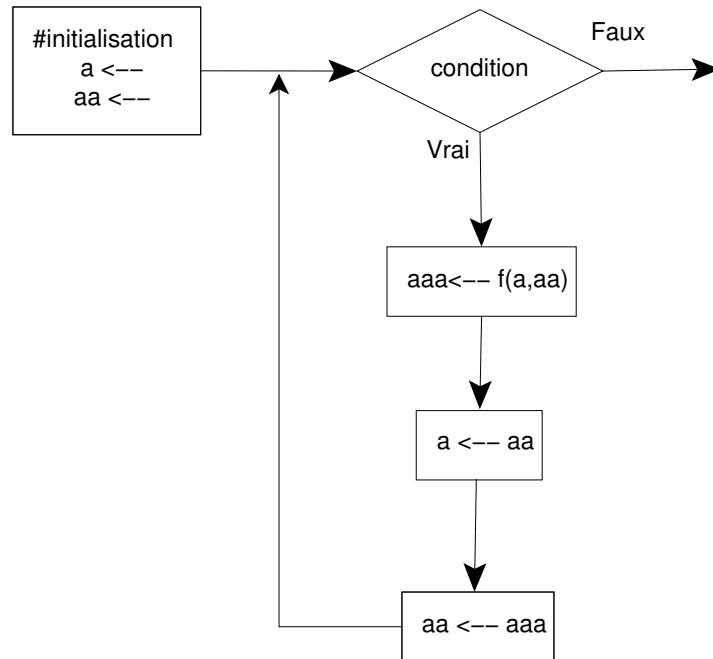 #initialisation
a <--
aa <--
condition
Faux
Vrai
aaa<-- f(a,aa)
a <-- aa
aa <-- aaa